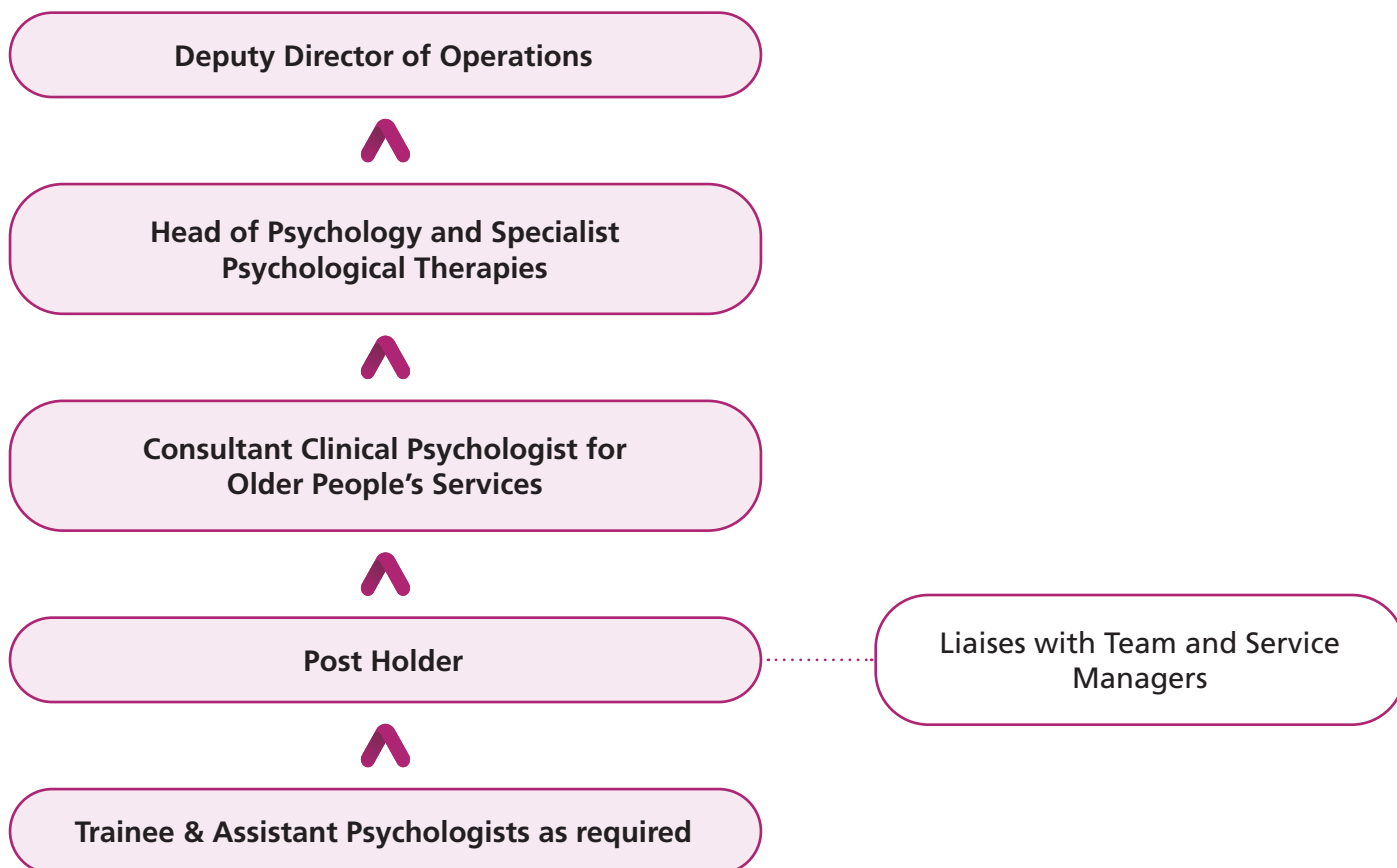 Deputy Director of Operations
Head of Psychology and Specialist
Psychological Therapies
Consultant Clinical Psychologist for
Older People’s Services
Post Holder
Liaises with Team and Service
Managers
Trainee & Assistant Psychologists as required